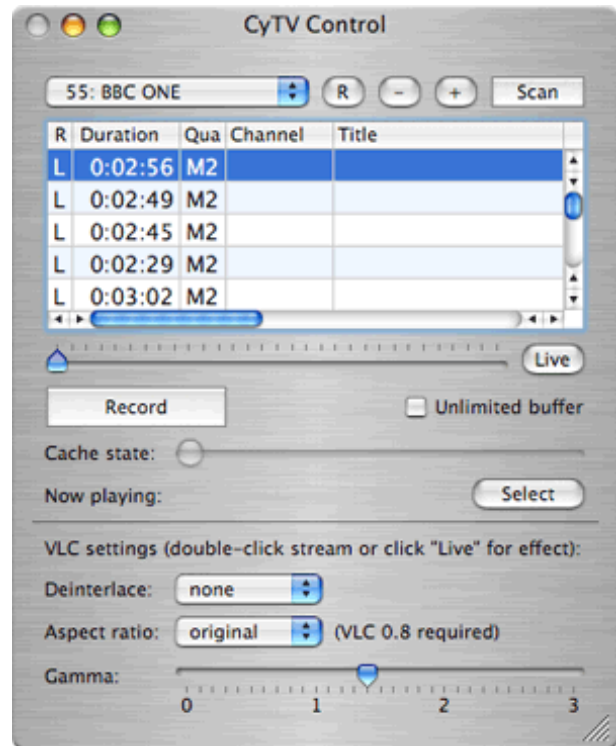 CyTV Control
55: BBC ONE R - + Scan
R Duration Qua Channel Title
L 0:02:56 M2
L 0:02:49 M2
L 0:02:45 M2
L 0:02:29 M2
L 0:03:02 M2
Live
Record Unlimited buffer
Cache state:
Now playing: Select
VLC settings (double-click stream or click "Live" for effect):
Deinterlace: none
Aspect ratio: original (VLC 0.8 required)
Gamma:
0 1 2 3